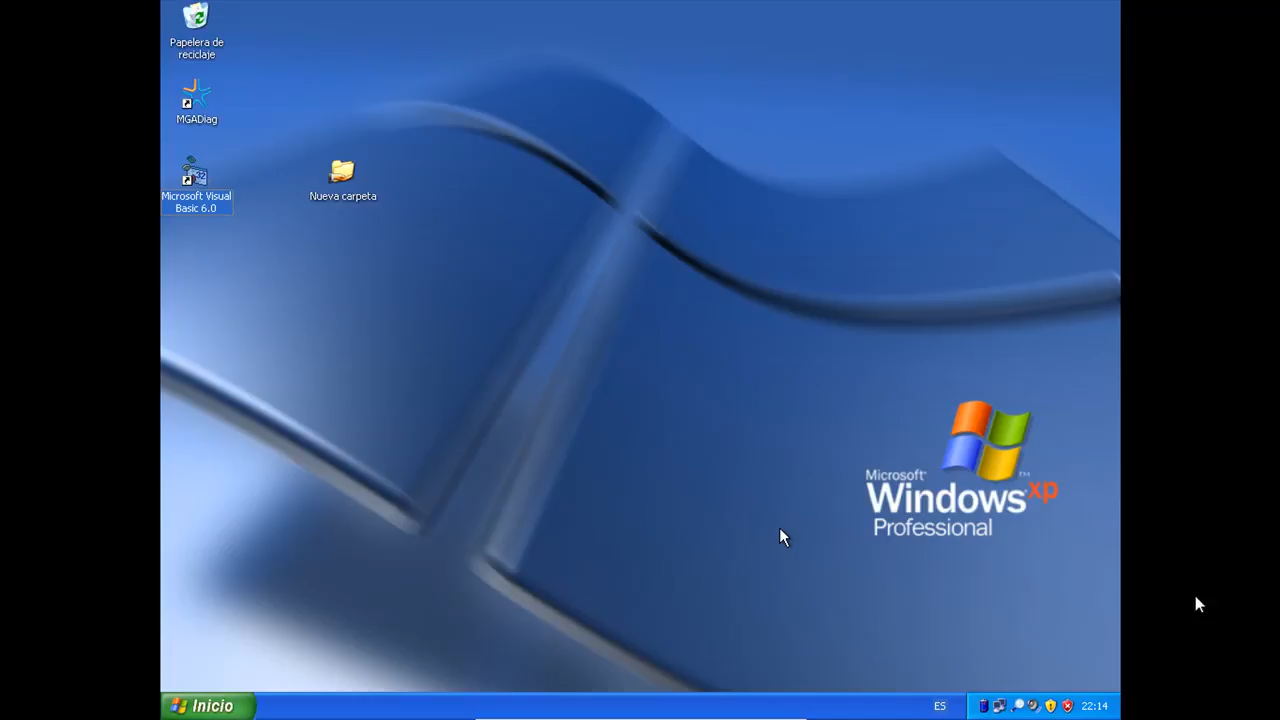 Papelera de
reciclaje
MGADiag
Microsoft Visual
Basic 6.0
Nueva carpeta
Microsoft
Windows xp
TM
Professional
Inicio
ES
22:14